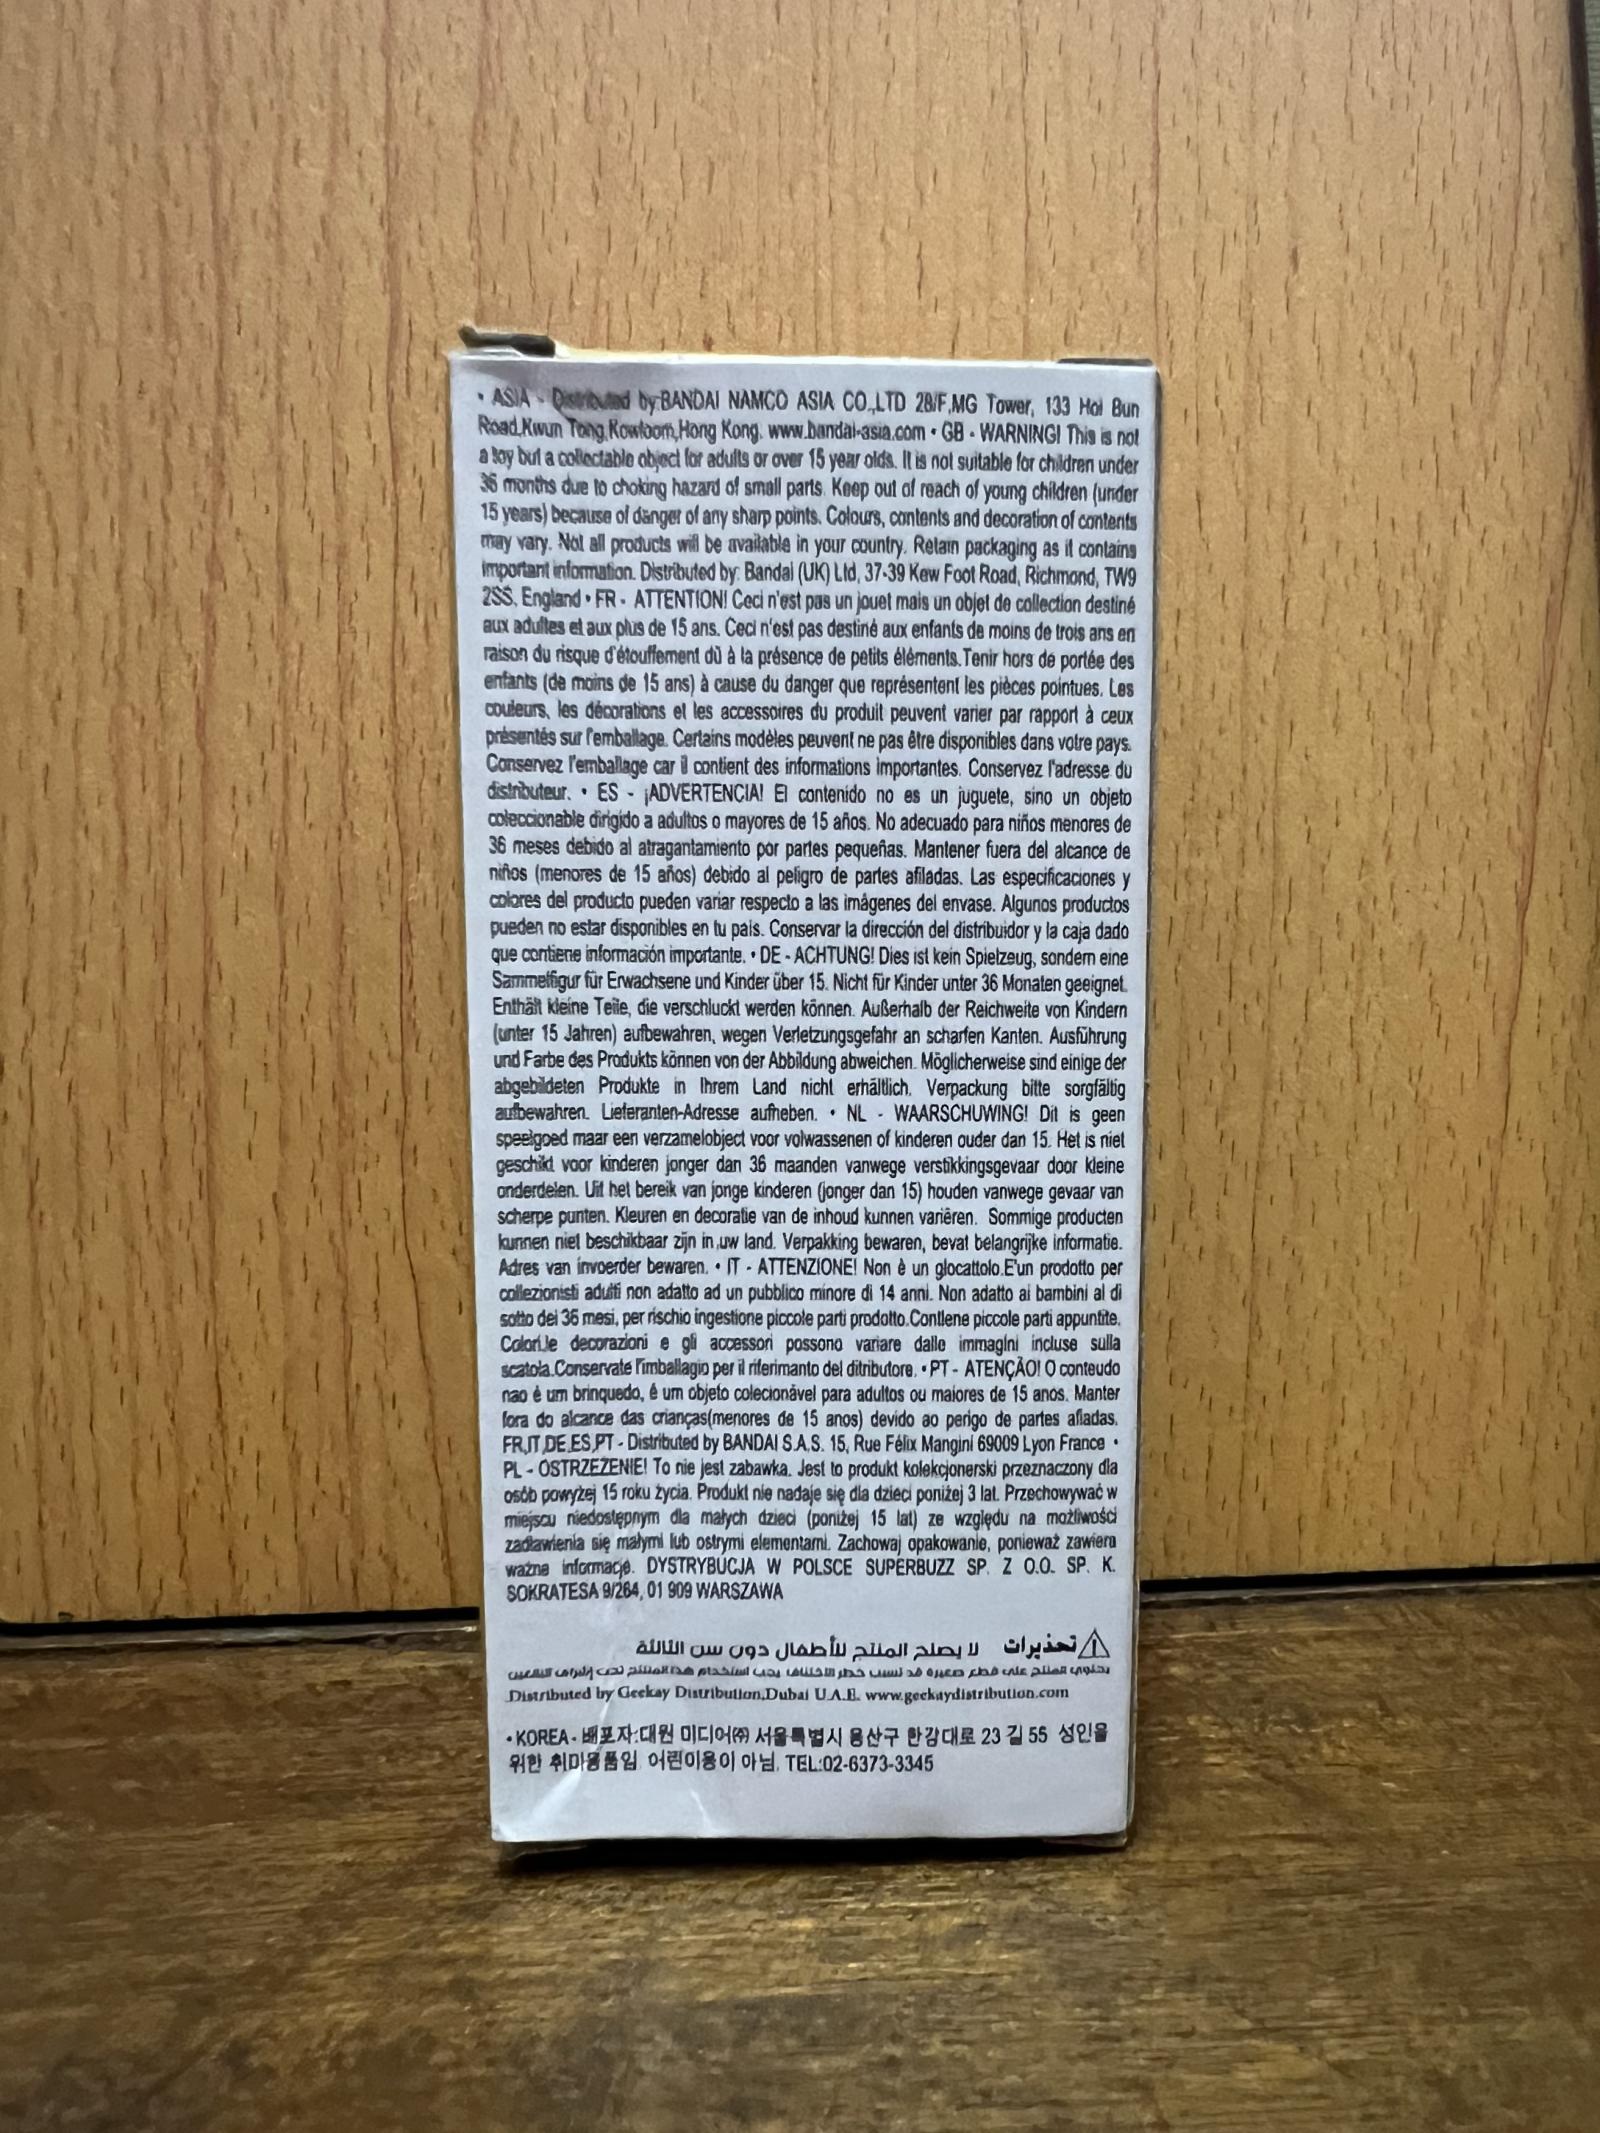 • ASIA - Distributed by:BANDAI NAMCO ASIA CO.,LTD 28/F,MG Tower, 133 Hoi Bun
Road,Kwun Tong,Kowloom,Hong Kong. www.bandai-asia.com • GB - WARNING! This is not
a toy but a collectable object for adults or over 15 year olds. It is not suitable for children under
36 months due to choking hazard of small parts. Keep out of reach of young children (under
15 years) because of danger of any sharp points. Colours, contents and decoration of contents
may vary. Not all products will be available in your country. Retain packaging as it contains
important information. Distributed by: Bandai (UK) Ltd, 37-39 Kew Foot Road, Richmond, TW9
2SS, England • FR - ATTENTION! Ceci n'est pas un jouet mais un objet de collection destiné
aux adultes et aux plus de 15 ans. Ceci n'est pas destiné aux enfants de moins de trois ans en
raison du risque d'étouffement dû à la présence de petits éléments.Tenir hors de portée des
enfants (de moins de 15 ans) à cause du danger que représentent les pièces pointues. Les
couleurs, les décorations et les accessoires du produit peuvent varier par rapport à ceux
présentés sur l'emballage. Certains modèles peuvent ne pas être disponibles dans votre pays.
Conservez l'emballage car il contient des informations importantes. Conservez l'adresse du
distributeur. • ES - ¡ADVERTENCIA! El contenido no es un juguete, sino un objeto
coleccionable dirigido a adultos o mayores de 15 años. No adecuado para niños menores de
36 meses debido al atragantamiento por partes pequeñas. Mantener fuera del alcance de
niños (menores de 15 años) debido al peligro de partes afiladas. Las especificaciones y
colores del producto pueden variar respecto a las imágenes del envase. Algunos productos
pueden no estar disponibles en tu país. Conservar la dirección del distribuidor y la caja dado
que contiene información importante. • DE - ACHTUNG! Dies ist kein Spielzeug, sondern eine
Sammelfigur für Erwachsene und Kinder über 15. Nicht für Kinder unter 36 Monaten geeignet.
Enthält kleine Teile, die verschluckt werden können. Außerhalb der Reichweite von Kindern
(unter 15 Jahren) aufbewahren, wegen Verletzungsgefahr an scharfen Kanten. Ausführung
und Farbe des Produkts können von der Abbildung abweichen. Möglicherweise sind einige der
abgebildeten Produkte in Ihrem Land nicht erhältlich. Verpackung bitte sorgfältig
aufbewahren. Lieferanten-Adresse aufheben. • NL - WAARSCHUWING! Dit is geen
speelgoed maar een verzamelobject voor volwassenen of kinderen ouder dan 15. Het is niet
geschikt voor kinderen jonger dan 36 maanden vanwege verstikkingsgevaar door kleine
onderdelen. Uit het bereik van jonge kinderen (jonger dan 15) houden vanwege gevaar van
scherpe punten. Kleuren en decoratie van de inhoud kunnen variëren. Sommige producten
kunnen niet beschikbaar zijn in uw land. Verpakking bewaren, bevat belangrijke informatie.
Adres van invoerder bewaren. • IT - ATTENZIONE! Non è un giocattolo.E'un prodotto per
collezionisti adulti non adatto ad un pubblico minore di 14 anni. Non adatto ai bambini al di
sotto dei 36 mesi, per rischio ingestione piccole parti prodotto.Contiene piccole parti appuntite.
Colori,le decorazioni e gli accessori possono variare dalle immagini incluse sulla
scatola.Conservate l'imballagio per il riferimanto del ditributore. • PT - ATENÇÃO! O conteudo
nao é um brinquedo, é um objeto colecionável para adultos ou maiores de 15 anos. Manter
fora do alcance das crianças(menores de 15 anos) devido ao perigo de partes afiadas.
FR,IT,DE,ES,PT - Distributed by BANDAI S.A.S. 15, Rue Félix Mangini 69009 Lyon France •
PL - OSTRZEŻENIE! To nie jest zabawka. Jest to produkt kolekcjonerski przeznaczony dla
osób powyżej 15 roku życia. Produkt nie nadaje się dla dzieci poniżej 3 lat. Przechowywać w
miejscu niedostępnym dla małych dzieci (poniżej 15 lat) ze względu na możliwości
zadławienia się małymi lub ostrymi elementami. Zachowaj opakowanie, ponieważ zawiera
ważne informacje. DYSTRYBUCJA W POLSCE SUPERBUZZ SP. Z O.O. SP. K.
SOKRATESA 9/264, 01 909 WARSZAWA
تحذيرات لا يصلح المنتج للأطفال دون سن الثالثة
يحتوي المنتج على قطع صغيرة قد تسبب خطر الاختناق يجب استخدام هذا المنتج تحت إشراف البالغين
Distributed by Geekay Distribution,Dubai U.A.E. www.geekaydistribution.com
• KOREA - 배포자:대원 미디어㈜ 서울특별시 용산구 한강대로 23 길 55 성인을
위한 취미용품임. 어린이용이 아님. TEL:02-6373-3345